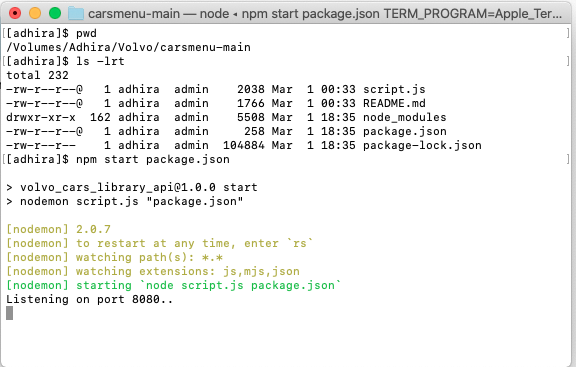 carsmenu-main — node ◂ npm start package.json TERM_PROGRAM=Apple_Ter...
[[adhira]$ pwd
/Volumes/Adhira/Volvo/carsmenu-main
[[adhira]$ ls -lrt
total 232
-rw-r--r--@   1 adhira  admin    2038 Mar  1 00:33 script.js
-rw-r--r--@   1 adhira  admin    1766 Mar  1 00:33 README.md
drwxr-xr-x  162 adhira  admin    5508 Mar  1 18:35 node_modules
-rw-r--r--@   1 adhira  admin     258 Mar  1 18:35 package.json
-rw-r--r--    1 adhira  admin  104884 Mar  1 18:35 package-lock.json
[[adhira]$ npm start package.json
> volvo_cars_library_api@1.0.0 start
> nodemon script.js "package.json"
[nodemon] 2.0.7
[nodemon] to restart at any time, enter `rs`
[nodemon] watching path(s): *.*
[nodemon] watching extensions: js,mjs,json
[nodemon] starting `node script.js package.json`
Listening on port 8080..